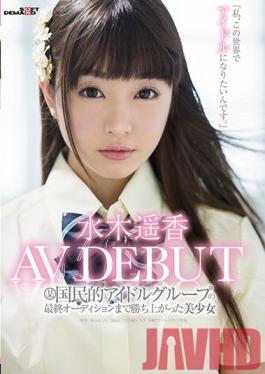 DEMAND
「私、この世界で
アイドルに
なりたいんです。」
水木遥香
AV DEBUT
某国民的アイドルグループの
最終オーディションまで勝ち上がった美少女
JAVHD